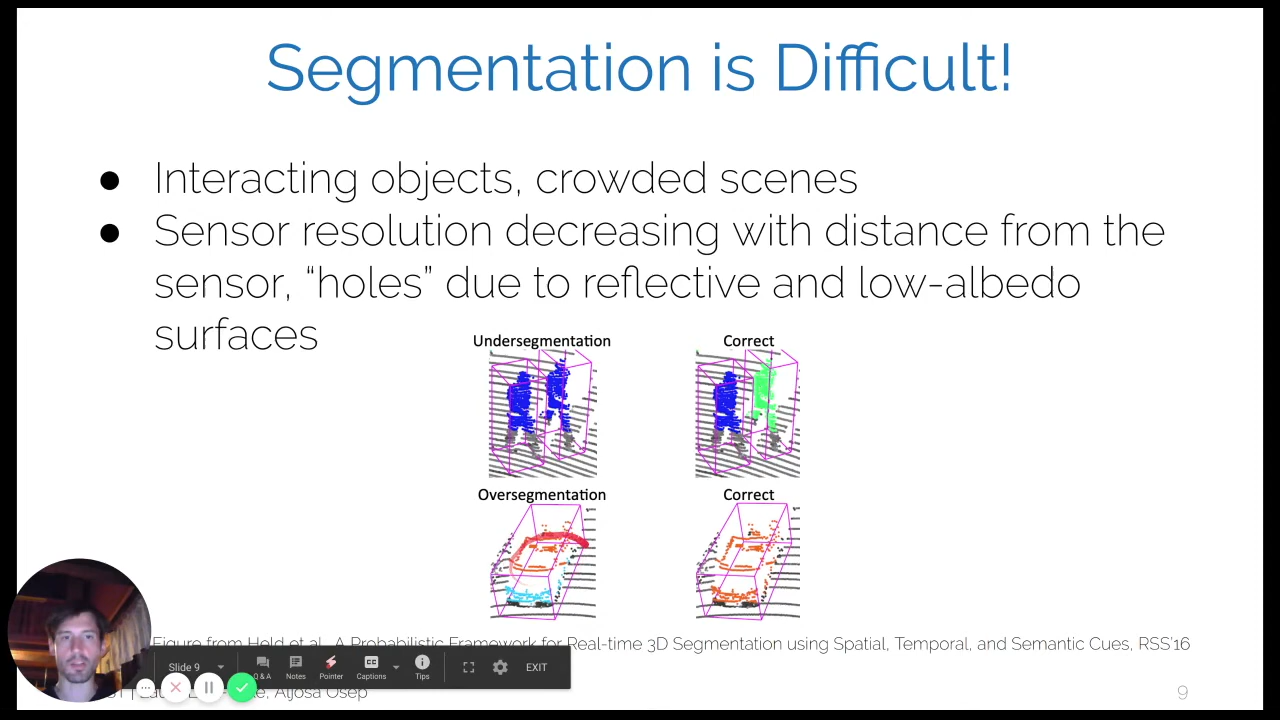 Segmentation is Difficult!
● Interacting objects, crowded scenes
● Sensor resolution decreasing with distance from the
sensor, “holes” due to reflective and low-albedo
surfaces
Undersegmentation Correct
Oversegmentation Correct
Figure from Held et al., A Probabilistic Framework for Real-time 3D Segmentation using Spatial, Temporal, and Semantic Cues, RSS'16
Slide 9 Q & A Notes Pointer Captions Tips EXIT
Aljosa Osep
9